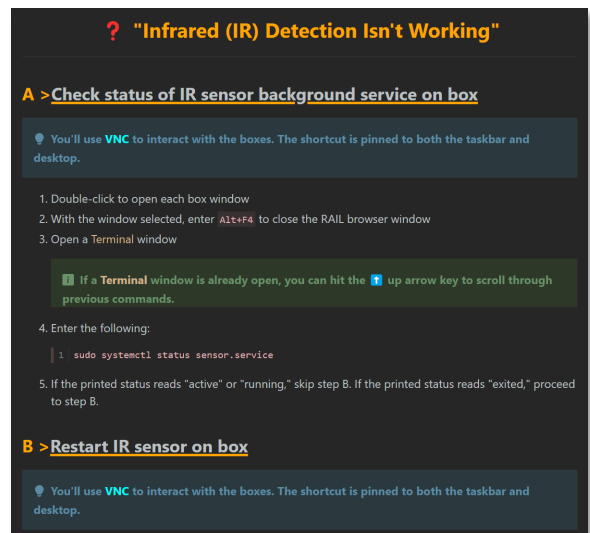 ❓ "Infrared (IR) Detection Isn't Working"
A >Check status of IR sensor background service on box
You'll use VNC to interact with the boxes. The shortcut is pinned to both the taskbar and
desktop.
1. Double-click to open each box window
2. With the window selected, enter Alt+F4 to close the RAIL browser window
3. Open a Terminal window
ℹ If a Terminal window is already open, you can hit the ⬆ up arrow key to scroll through
previous commands.
4. Enter the following:
1 sudo systemctl status sensor.service
5. If the printed status reads "active" or "running," skip step B. If the printed status reads "exited," proceed
to step B.
B >Restart IR sensor on box
You'll use VNC to interact with the boxes. The shortcut is pinned to both the taskbar and
desktop.